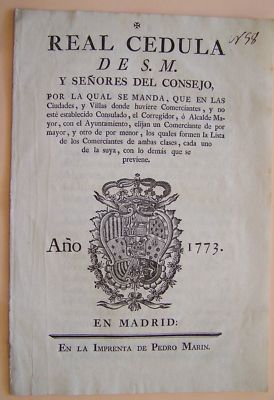 Nº 58
REAL CEDULA
DE S. M.
Y SEÑORES DEL CONSEJO,
POR LA QUAL SE MANDA, QUE EN LAS
Ciudades, y Villas donde huviere Comerciantes, y no
esté establecido Consulado, el Corregidor, ó Alcalde Ma-
yor, con el Ayuntamiento, elijan un Comerciante de por
mayor, y otro de por menor, los quales formen la Lista
de los Comerciantes de ambas clases, cada uno
de la suya, con lo demás que se
previene.
Año 1773.
EN MADRID:
EN LA IMPRENTA DE PEDRO MARIN.